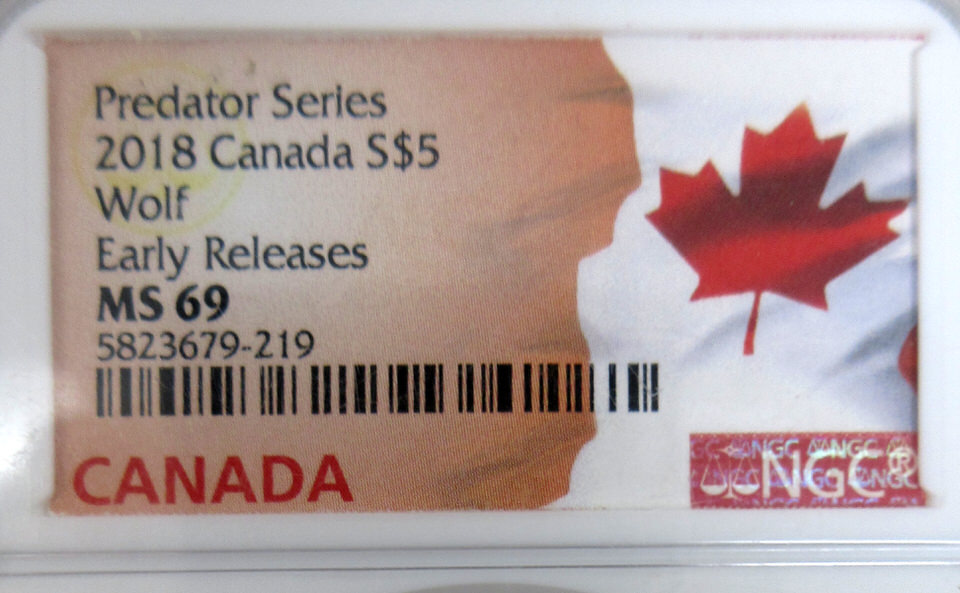 Predator Series
2018 Canada S$5
Wolf
Early Releases
MS 69
5823679-219
CANADA
NGC®